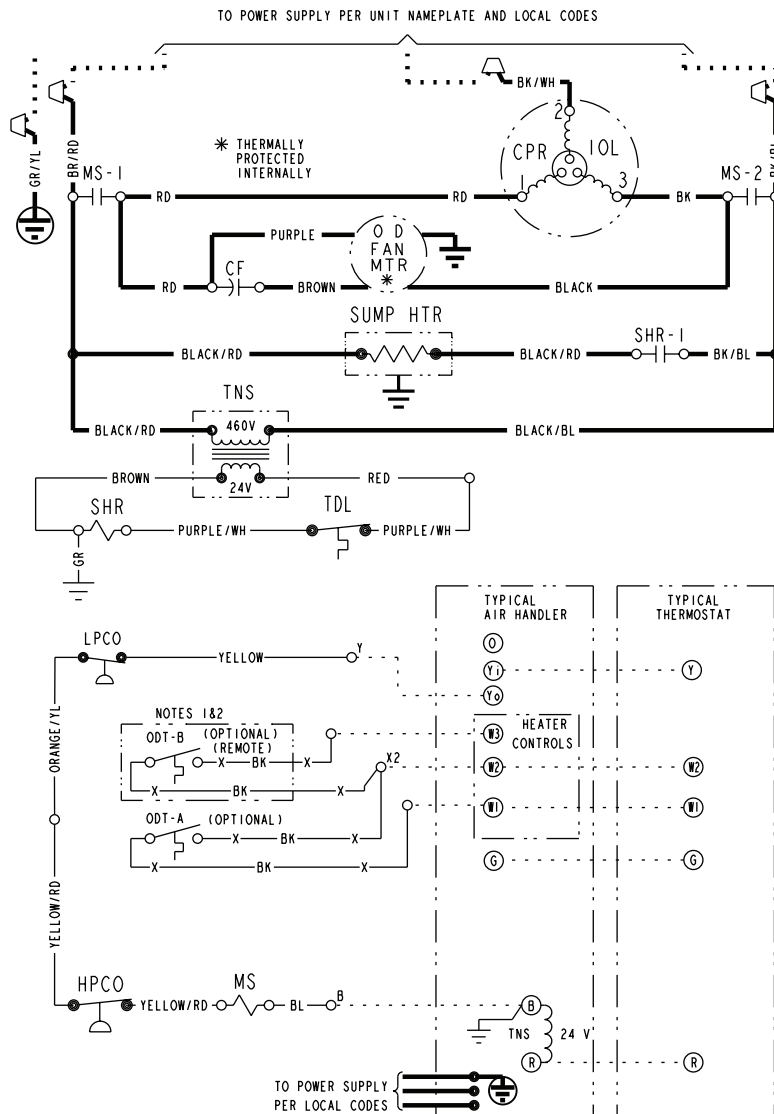 TO POWER SUPPLY PER UNIT NAMEPLATE AND LOCAL CODES
BK/WH
GR/YL
BR/RD
MS-1
* THERMALLY
PROTECTED
INTERNALLY
2
CPR
IOL
1
3
BK/BL
MS-2
RD
RD
BK
PURPLE
O D
FAN
MTR
*
CF
RD
BROWN
BLACK
SUMP HTR
SHR-1
BLACK/RD
BLACK/RD
BK/BL
TNS
460V
BLACK/RD
BLACK/BL
24V
BROWN
RED
SHR
TDL
PURPLE/WH
PURPLE/WH
GR
TYPICAL
AIR HANDLER
TYPICAL
THERMOSTAT
LPCO
YELLOW
Y
O
Yi
Y
Yo
ORANGE/YL
NOTES 1&2
ODT-B
(OPTIONAL)
(REMOTE)
X
BK
X
X
BK
X
X2
W3
HEATER
CONTROLS
W2
W2
W1
W1
ODT-A
(OPTIONAL)
X
BK
X
X
BK
X
G
G
YELLOW/RD
HPCO
YELLOW/RD
MS
BL
B
B
TNS
24 V
R
R
TO POWER SUPPLY
PER LOCAL CODES